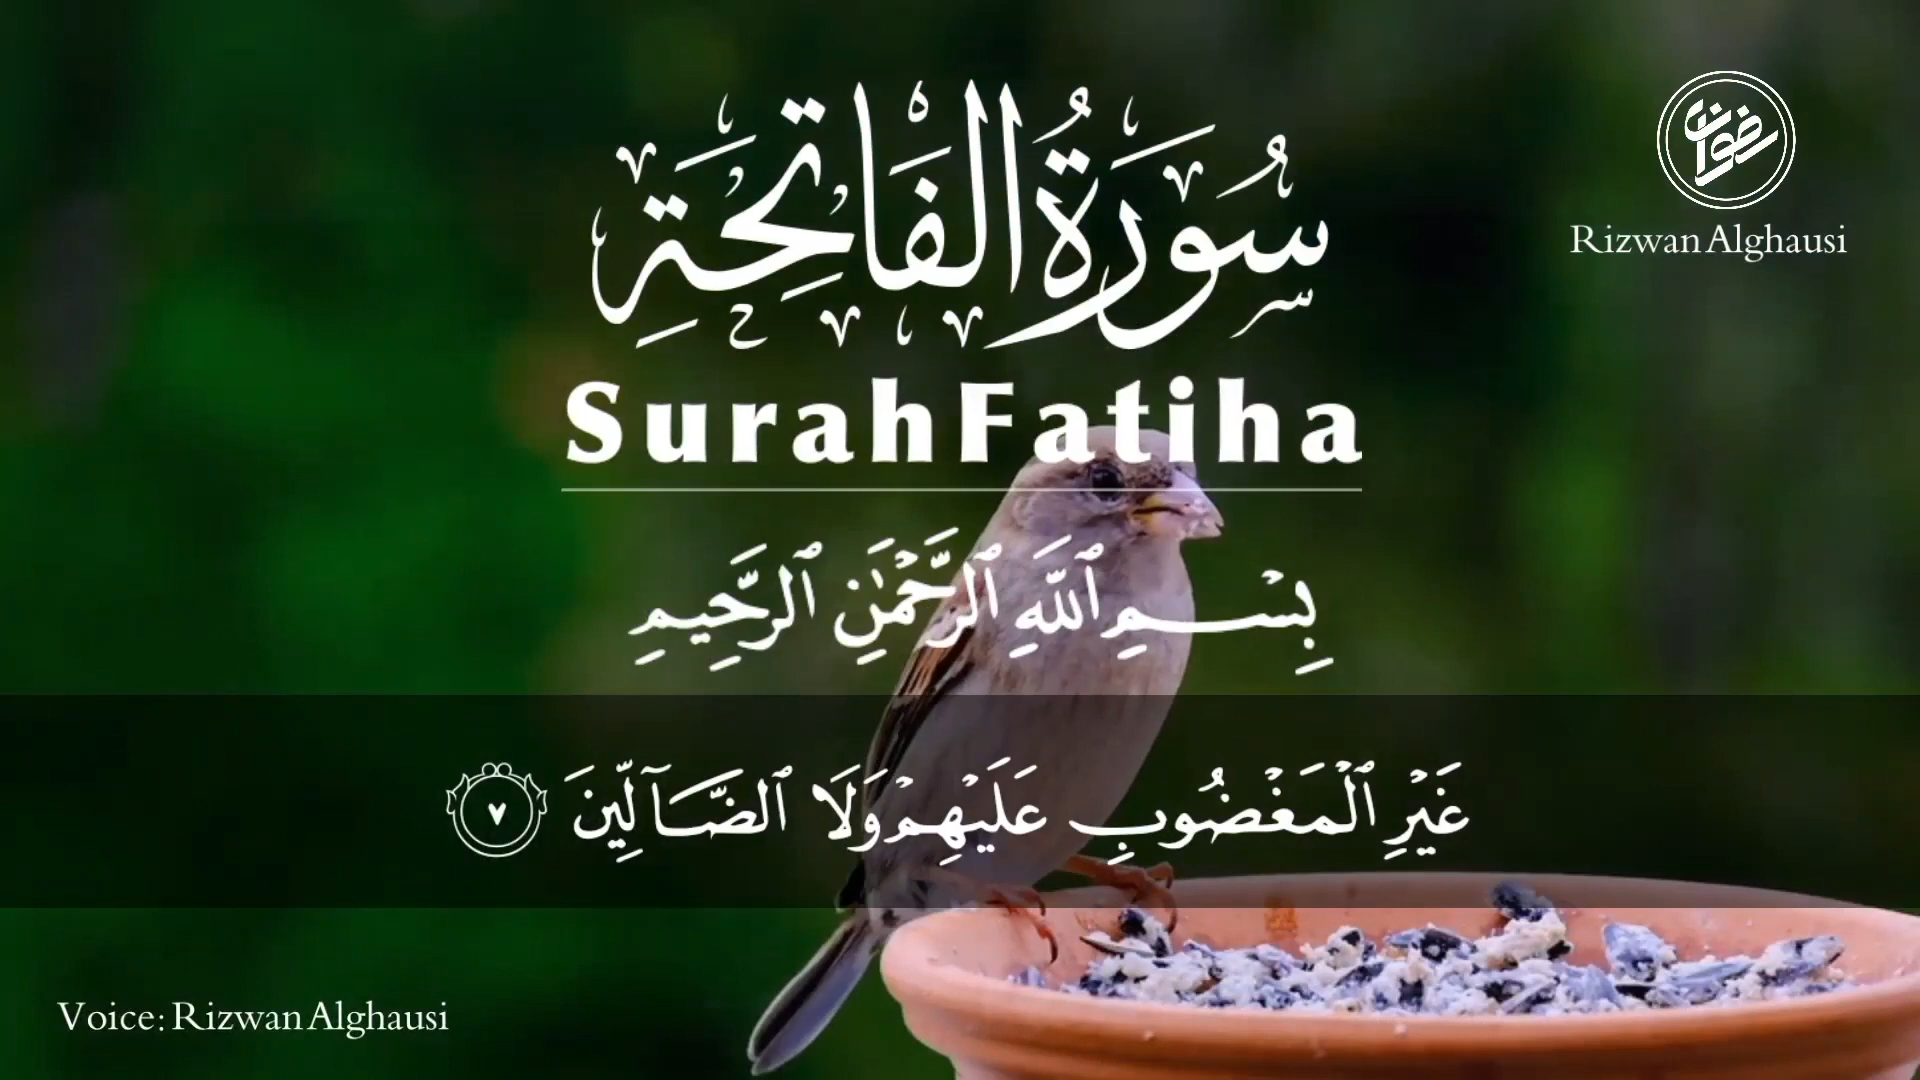 سُورَةُ الفَاتِحَةِ
رضوان
Rizwan Alghausi
Surah Fatiha
بِسْمِ ٱللَّهِ ٱلرَّحْمَٰنِ ٱلرَّحِيمِ
غَيْرِ ٱلْمَغْضُوبِ عَلَيْهِمْ وَلَا ٱلضَّآلِّينَ ٧
Voice: Rizwan Alghausi